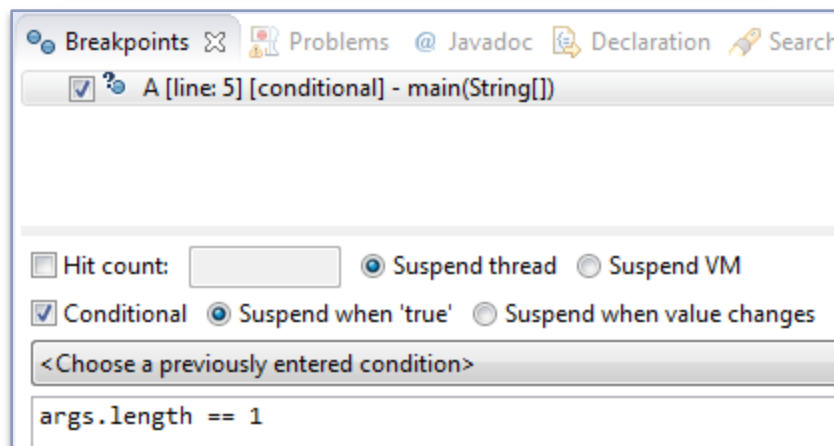 Breakpoints Problems @ Javadoc Declaration Search
A [line: 5] [conditional] - main(String[])
Hit count: Suspend thread Suspend VM
Conditional Suspend when 'true' Suspend when value changes
<Choose a previously entered condition>
args.length == 1